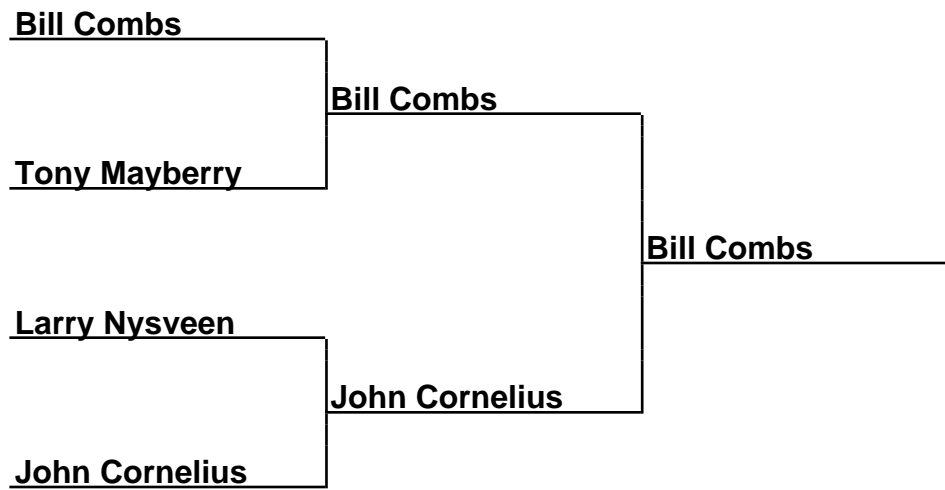 Bill Combs
Bill Combs
Tony Mayberry
Bill Combs
Larry Nysveen
John Cornelius
John Cornelius